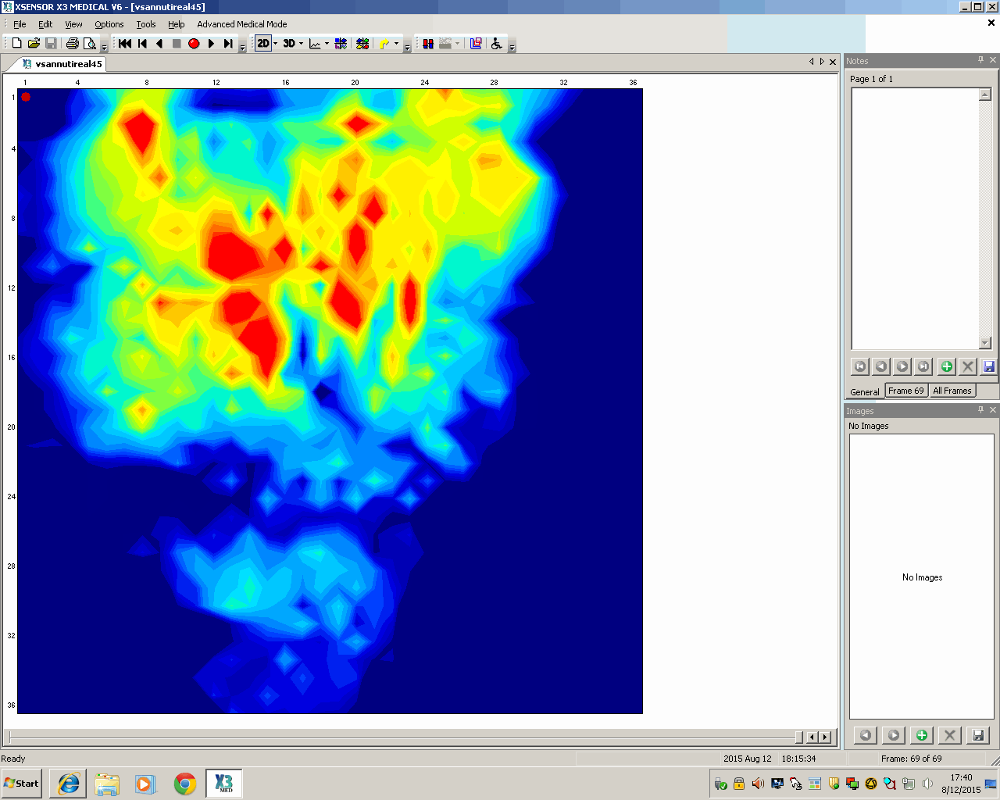 XSENSOR X3 MEDICAL V6 - [vsannutireal45]
File Edit View Options Tools Help Advanced Medical Mode
2D 3D
X3 vsannutireal45
Notes
1 4 8 12 16 20 24 28 32 36
Page 1 of 1
1
4
8
12
16
20
24
28
32
36
General Frame 69 All Frames
Images
No Images
No Images
Ready
2015 Aug 12 18:15:34 Frame: 69 of 69
Start
X3
MED
17:40
8/12/2015